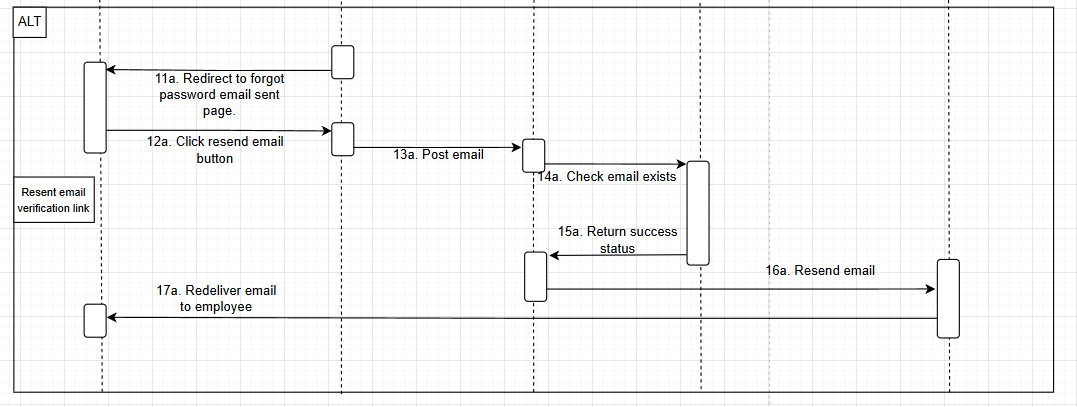 ALT
11a. Redirect to forgot
password email sent
page.
12a. Click resend email
button
13a. Post email
14a. Check email exists
Resent email
verification link
15a. Return success
status
16a. Resend email
17a. Redeliver email
to employee